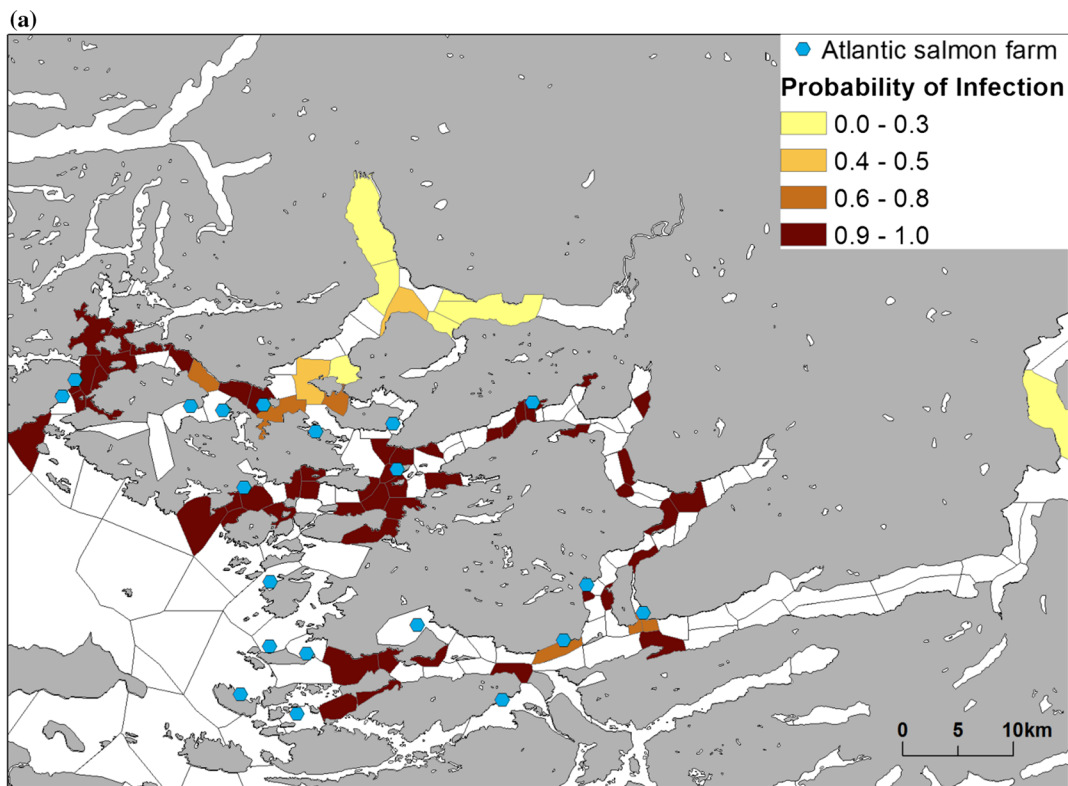 (a)
Atlantic salmon farm
Probability of Infection
0.0 - 0.3
0.4 - 0.5
0.6 - 0.8
0.9 - 1.0
0 5 10km